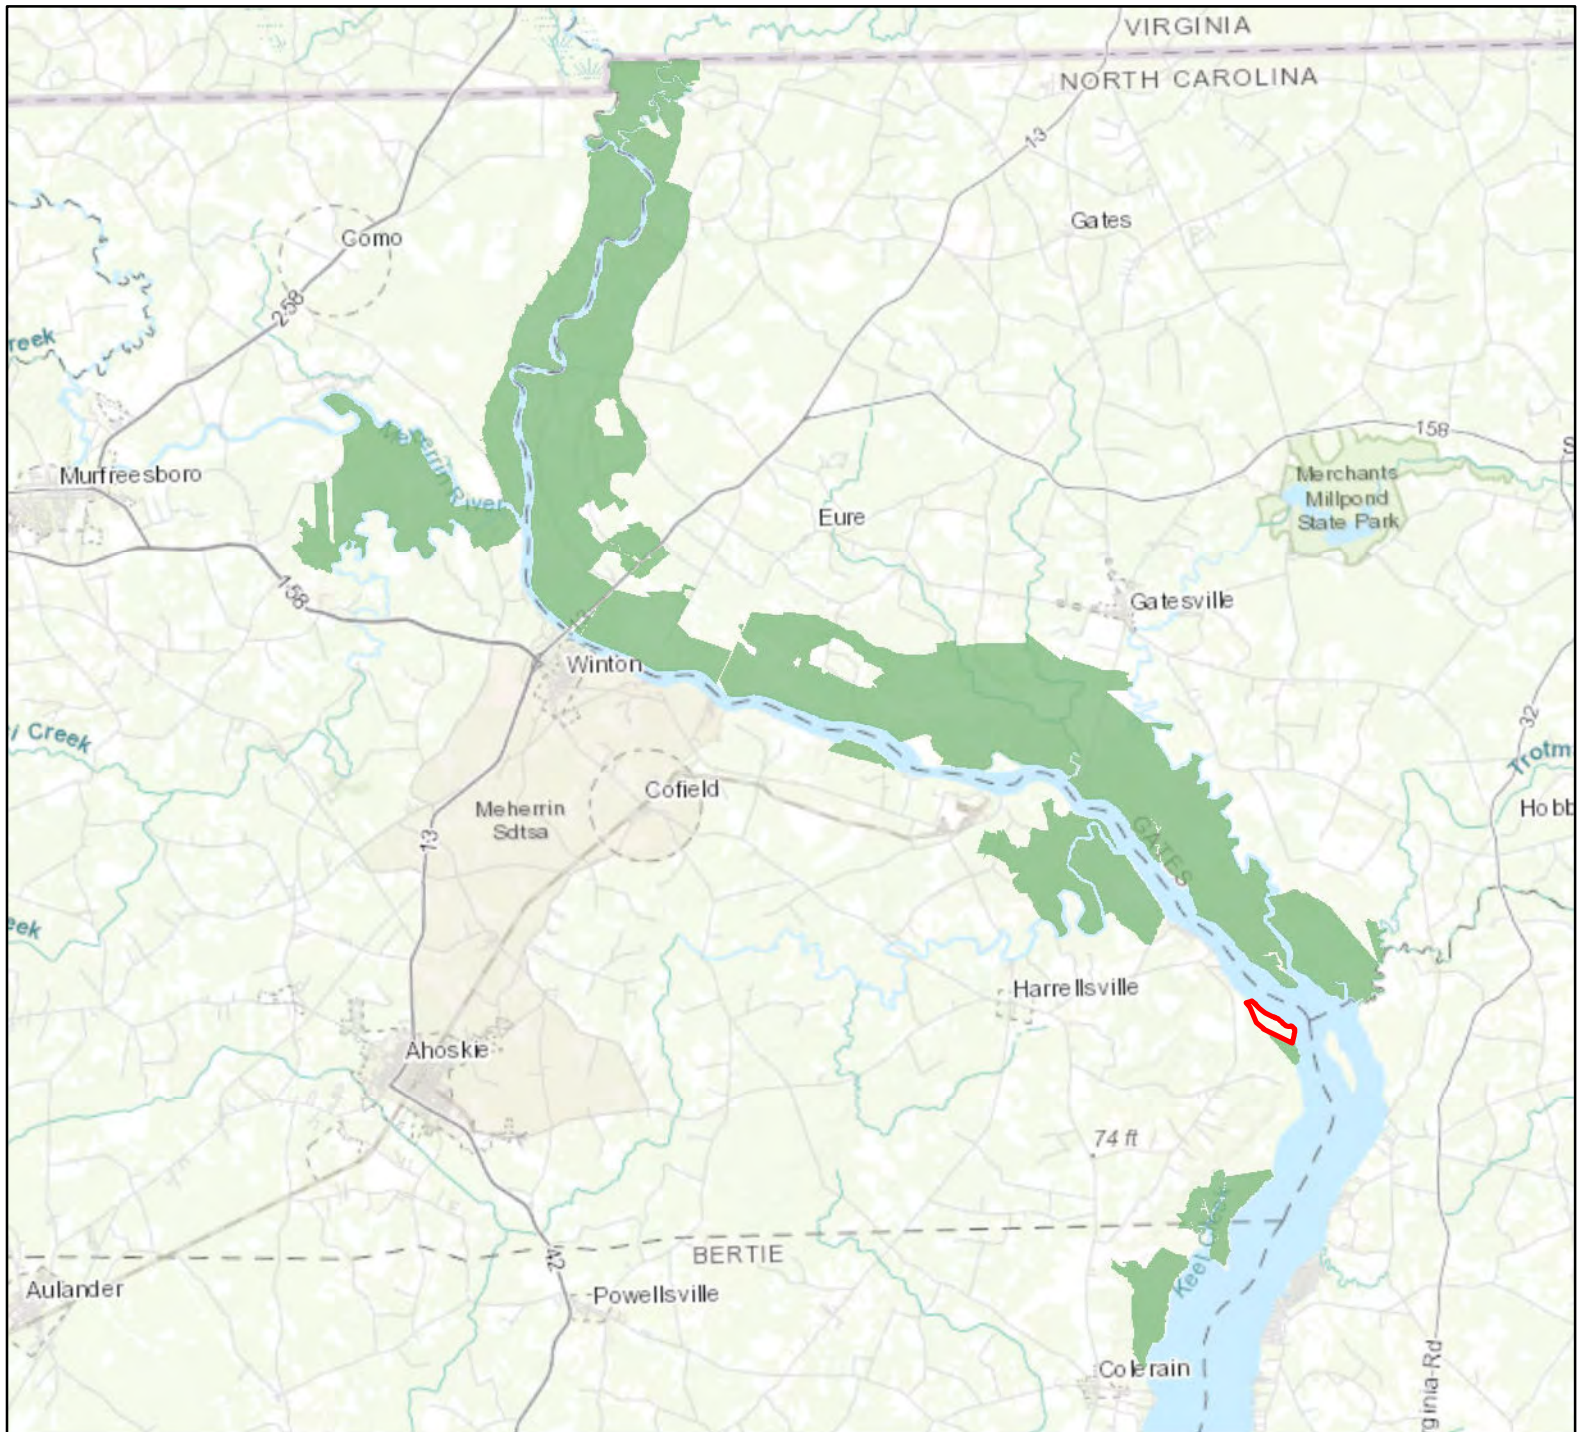 VIRGINIA
NORTH CAROLINA
13
Gates
Como
258
reek
158
Merchants
Millpond
State Park
Murfreesboro
Meherrin River
Eure
158
Gatesville
13
Winton
32
i Creek
Trotm
Cofield
Meherrin
Sdtsa
Hobb
13
GATES
eek
Harrellsville
Ahoskie
74 ft
Keel Creek
BERTIE
42
Aulander
Powellsville
Colerain
rginia-Rd